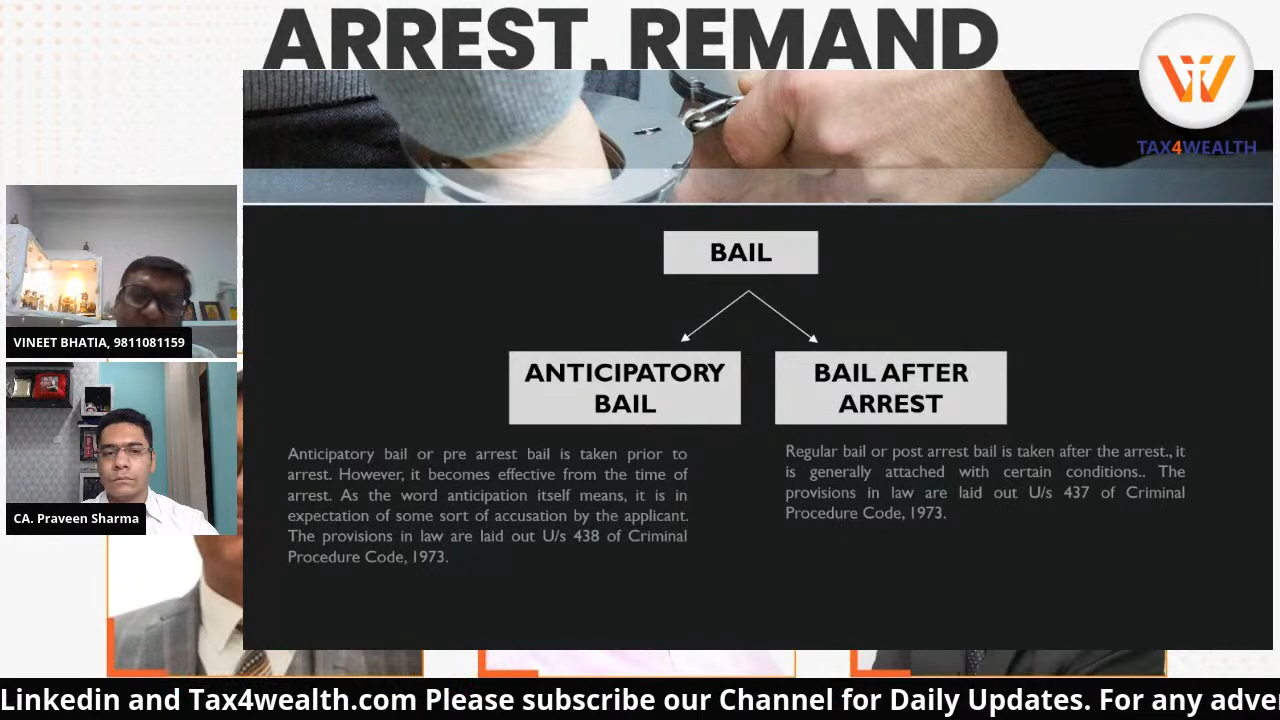 ARREST, REMAND
TAX4WEALTH
BAIL
ANTICIPATORY
BAIL
BAIL AFTER
ARREST
Anticipatory bail or pre arrest bail is taken prior to
arrest. However, it becomes effective from the time of
arrest. As the word anticipation itself means, it is in
expectation of some sort of accusation by the applicant.
The provisions in law are laid out U/s 438 of Criminal
Procedure Code, 1973.
Regular bail or post arrest bail is taken after the arrest., it
is generally attached with certain conditions.. The
provisions in law are laid out U/s 437 of Criminal
Procedure Code, 1973.
VINEET BHATIA, 9811081159
CA. Praveen Sharma
Linkedin and Tax4wealth.com Please subscribe our Channel for Daily Updates. For any adve